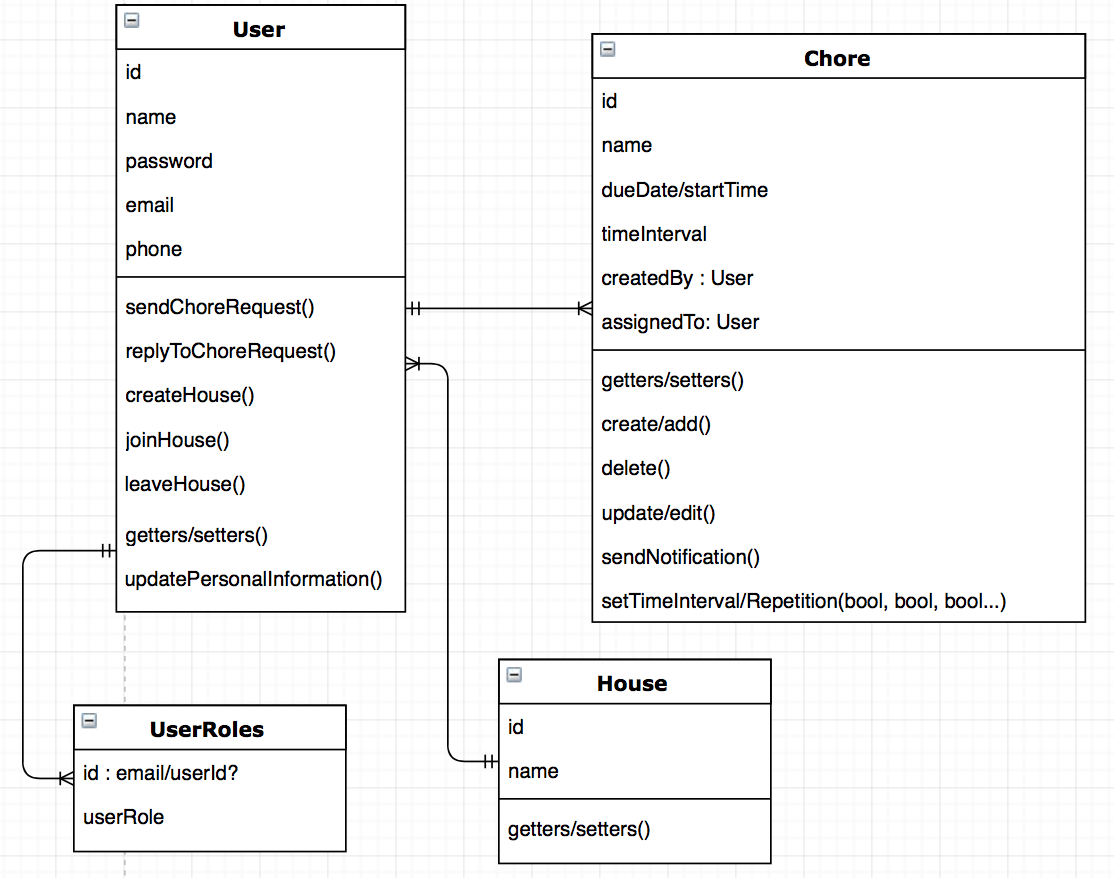 User
id
name
password
email
phone
sendChoreRequest()
replyToChoreRequest()
createHouse()
joinHouse()
leaveHouse()
getters/setters()
updatePersonalInformation()
Chore
id
name
dueDate/startTime
timeInterval
createdBy : User
assignedTo: User
getters/setters()
create/add()
delete()
update/edit()
sendNotification()
setTimeInterval/Repetition(bool, bool, bool...)
UserRoles
id : email/userId?
userRole
House
id
name
getters/setters()